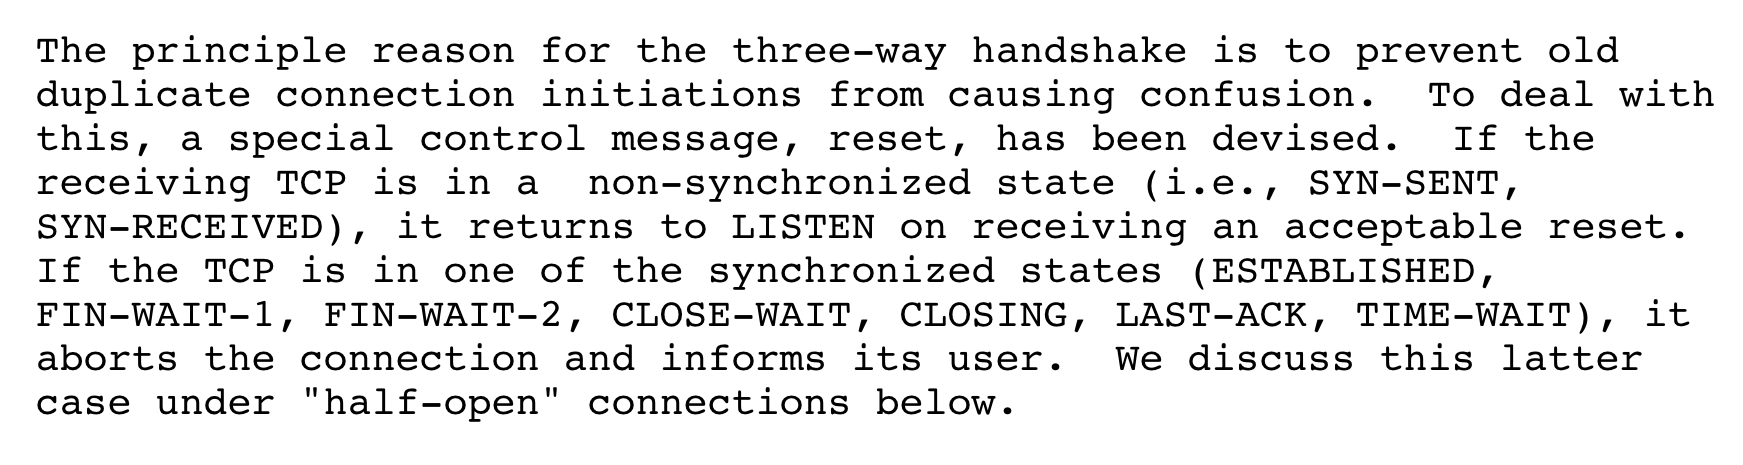 The principle reason for the three-way handshake is to prevent old
duplicate connection initiations from causing confusion.  To deal with
this, a special control message, reset, has been devised.  If the
receiving TCP is in a  non-synchronized state (i.e., SYN-SENT,
SYN-RECEIVED), it returns to LISTEN on receiving an acceptable reset.
If the TCP is in one of the synchronized states (ESTABLISHED,
FIN-WAIT-1, FIN-WAIT-2, CLOSE-WAIT, CLOSING, LAST-ACK, TIME-WAIT), it
aborts the connection and informs its user.  We discuss this latter
case under "half-open" connections below.